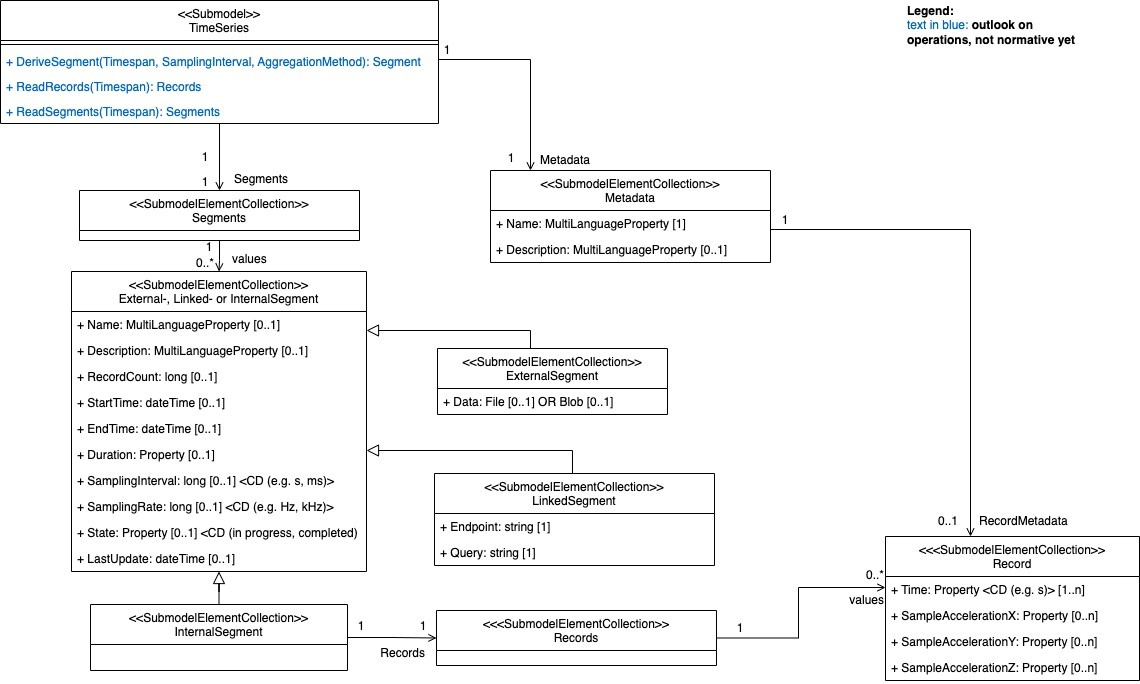 <<Submodel>>
TimeSeries
+ DeriveSegment(Timespan, SamplingInterval, AggregationMethod): Segment
+ ReadRecords(Timespan): Records
+ ReadSegments(Timespan): Segments
Legend:
text in blue: outlook on
operations, not normative yet
1
1
Metadata
1
1
Segments
<<SubmodelElementCollection>>
Segments
<<SubmodelElementCollection>>
Metadata
+ Name: MultiLanguageProperty [1]
+ Description: MultiLanguageProperty [0..1]
1
1
0..*
values
<<SubmodelElementCollection>>
External-, Linked- or InternalSegment
+ Name: MultiLanguageProperty [0..1]
+ Description: MultiLanguageProperty [0..1]
+ RecordCount: long [0..1]
+ StartTime: dateTime [0..1]
+ EndTime: dateTime [0..1]
+ Duration: Property [0..1]
+ SamplingInterval: long [0..1] <CD (e.g. s, ms)>
+ SamplingRate: long [0..1] <CD (e.g. Hz, kHz)>
+ State: Property [0..1] <CD (in progress, completed)
+ LastUpdate: dateTime [0..1]
<<SubmodelElementCollection>>
ExternalSegment
+ Data: File [0..1] OR Blob [0..1]
<<SubmodelElementCollection>>
LinkedSegment
+ Endpoint: string [1]
+ Query: string [1]
0..1
RecordMetadata
<<<SubmodelElementCollection>>
Record
+ Time: Property <CD (e.g. s)> [1..n]
+ SampleAccelerationX: Property [0..n]
+ SampleAccelerationY: Property [0..n]
+ SampleAccelerationZ: Property [0..n]
0..*
values
<<SubmodelElementCollection>>
InternalSegment
1
1
Records
<<<SubmodelElementCollection>>
Records
1